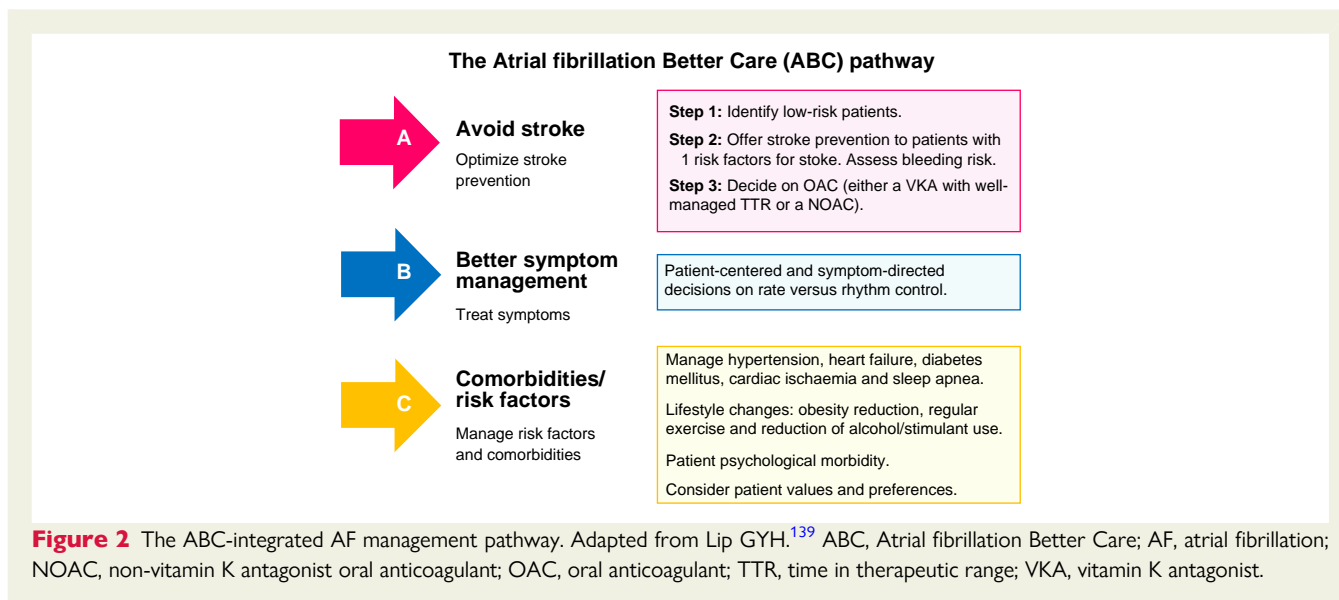 The Atrial fibrillation Better Care (ABC) pathway
A
Avoid stroke
Optimize stroke
prevention
Step 1: Identify low-risk patients.
Step 2: Offer stroke prevention to patients with
1 risk factors for stoke. Assess bleeding risk.
Step 3: Decide on OAC (either a VKA with well-
managed TTR or a NOAC).
B
Better symptom
management
Treat symptoms
Patient-centered and symptom-directed
decisions on rate versus rhythm control.
C
Comorbidities/
risk factors
Manage risk factors
and comorbidities
Manage hypertension, heart failure, diabetes
mellitus, cardiac ischaemia and sleep apnea.
Lifestyle changes: obesity reduction, regular
exercise and reduction of alcohol/stimulant use.
Patient psychological morbidity.
Consider patient values and preferences.
Figure 2 The ABC-integrated AF management pathway. Adapted from Lip GYH.139 ABC, Atrial fibrillation Better Care; AF, atrial fibrillation;
NOAC, non-vitamin K antagonist oral anticoagulant; OAC, oral anticoagulant; TTR, time in therapeutic range; VKA, vitamin K antagonist.